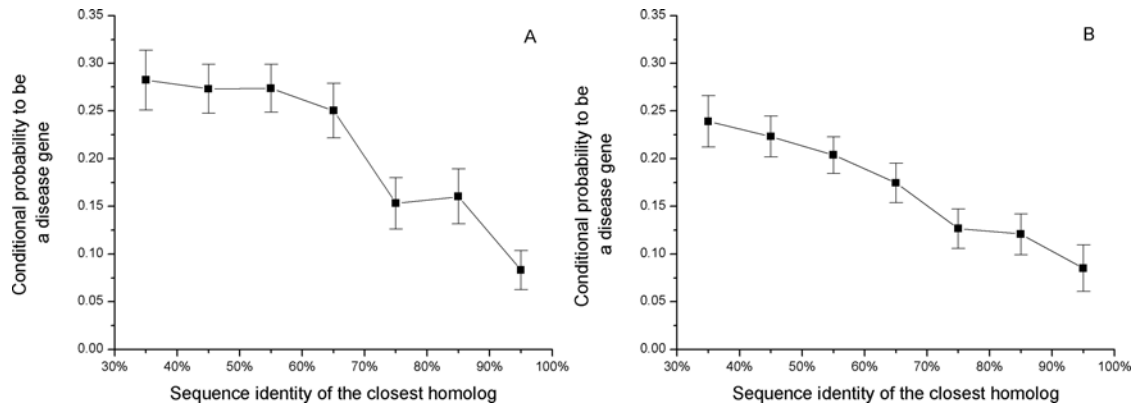 A
Conditional probability to be
a disease gene
0.35
0.30
0.25
0.20
0.15
0.10
0.05
0.00
30% 40% 50% 60% 70% 80% 90% 100%
Sequence identity of the closest homolog
B
Conditional probability to be
a disease gene
0.35
0.30
0.25
0.20
0.15
0.10
0.05
0.00
30% 40% 50% 60% 70% 80% 90% 100%
Sequence identity of the closest homolog